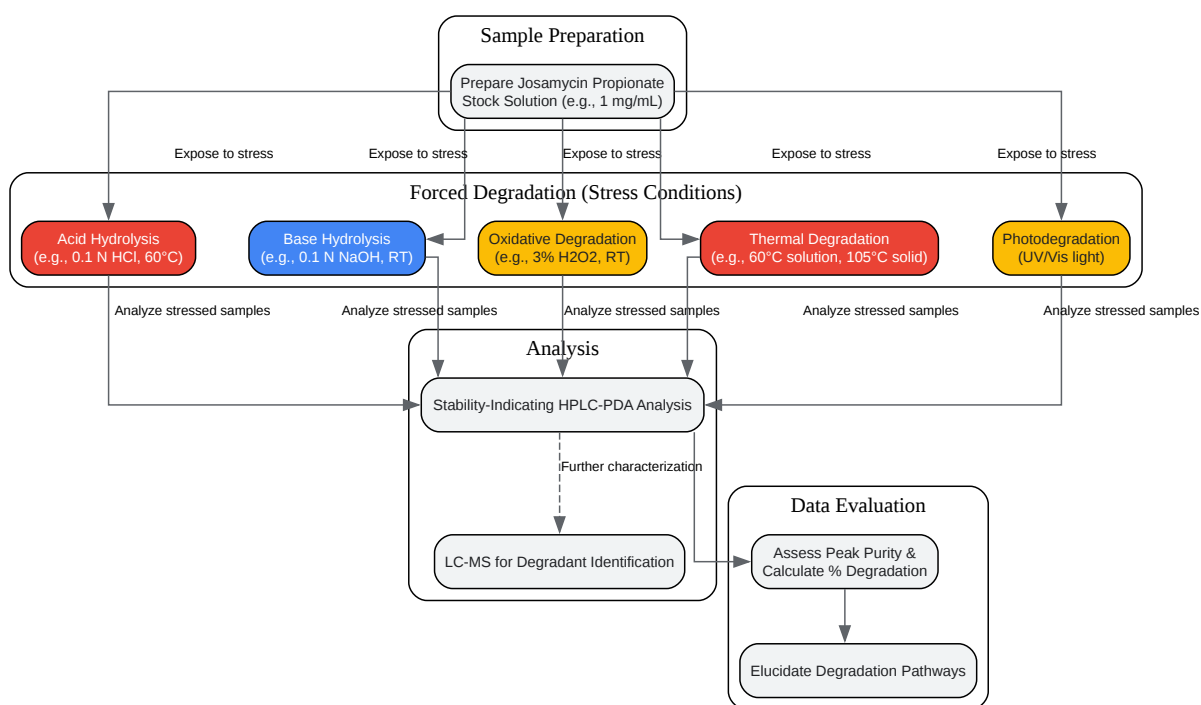 Sample Preparation
Prepare Josamycin Propionate
Stock Solution (e.g., 1 mg/mL)
Expose to stress
Expose to stress
Expose to stress
Expose to stress
Expose to stress
Forced Degradation (Stress Conditions)
Acid Hydrolysis
(e.g., 0.1 N HCl, 60°C)
Base Hydrolysis
(e.g., 0.1 N NaOH, RT)
Oxidative Degradation
(e.g., 3% H2O2, RT)
Thermal Degradation
(e.g., 60°C solution, 105°C solid)
Photodegradation
(UV/Vis light)
Analyze stressed samples
Analyze stressed samples
Analyze stressed samples
Analyze stressed samples
Analyze stressed samples
Analysis
Stability-Indicating HPLC-PDA Analysis
Further characterization
LC-MS for Degradant Identification
Data Evaluation
Assess Peak Purity &
Calculate % Degradation
Elucidate Degradation Pathways